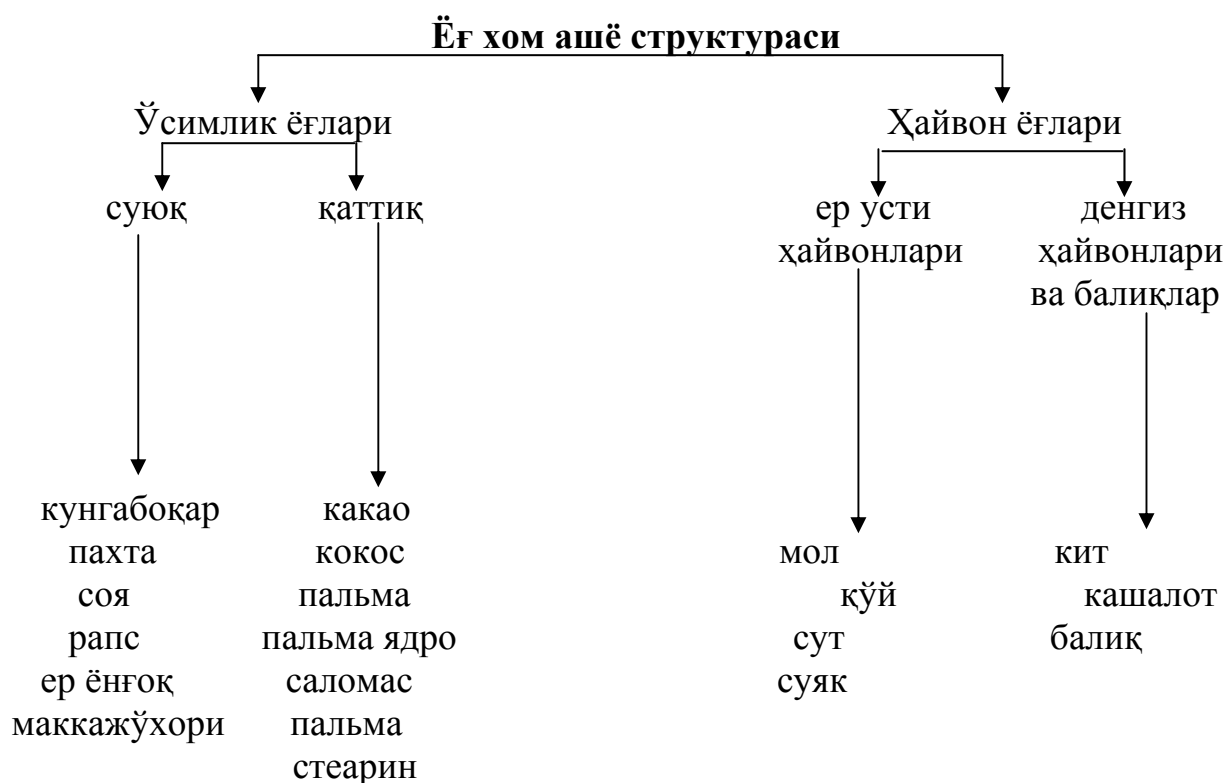 Ёғ хом ашё структураси
Ўсимлик ёғлари
Ҳайвон ёғлари
суюқ
қаттиқ
ер усти
ҳайвонлари
денгиз
ҳайвонлари
ва балиқлар
кунгабоқар
пахта
соя
рапс
ер ёнғоқ
маккажўхори
какао
кокос
пальма
пальма ядро
саломас
пальма
стеарин
мол
қўй
сут
суяк
кит
кашалот
балиқ